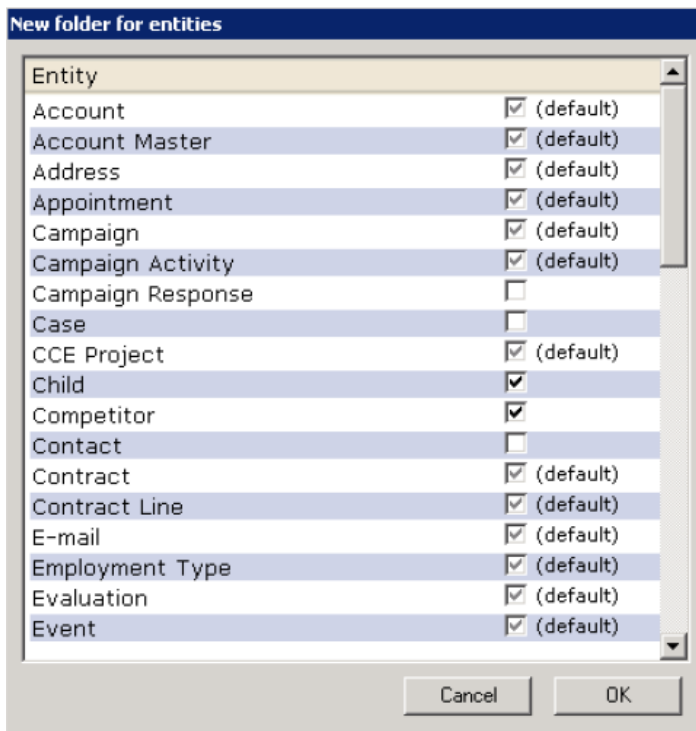 New folder for entities
Entity
Account (default)
Account Master (default)
Address (default)
Appointment (default)
Campaign (default)
Campaign Activity (default)
Campaign Response
Case
CCE Project (default)
Child
Competitor
Contact
Contract (default)
Contract Line (default)
E-mail (default)
Employment Type (default)
Evaluation (default)
Event (default)
Cancel OK